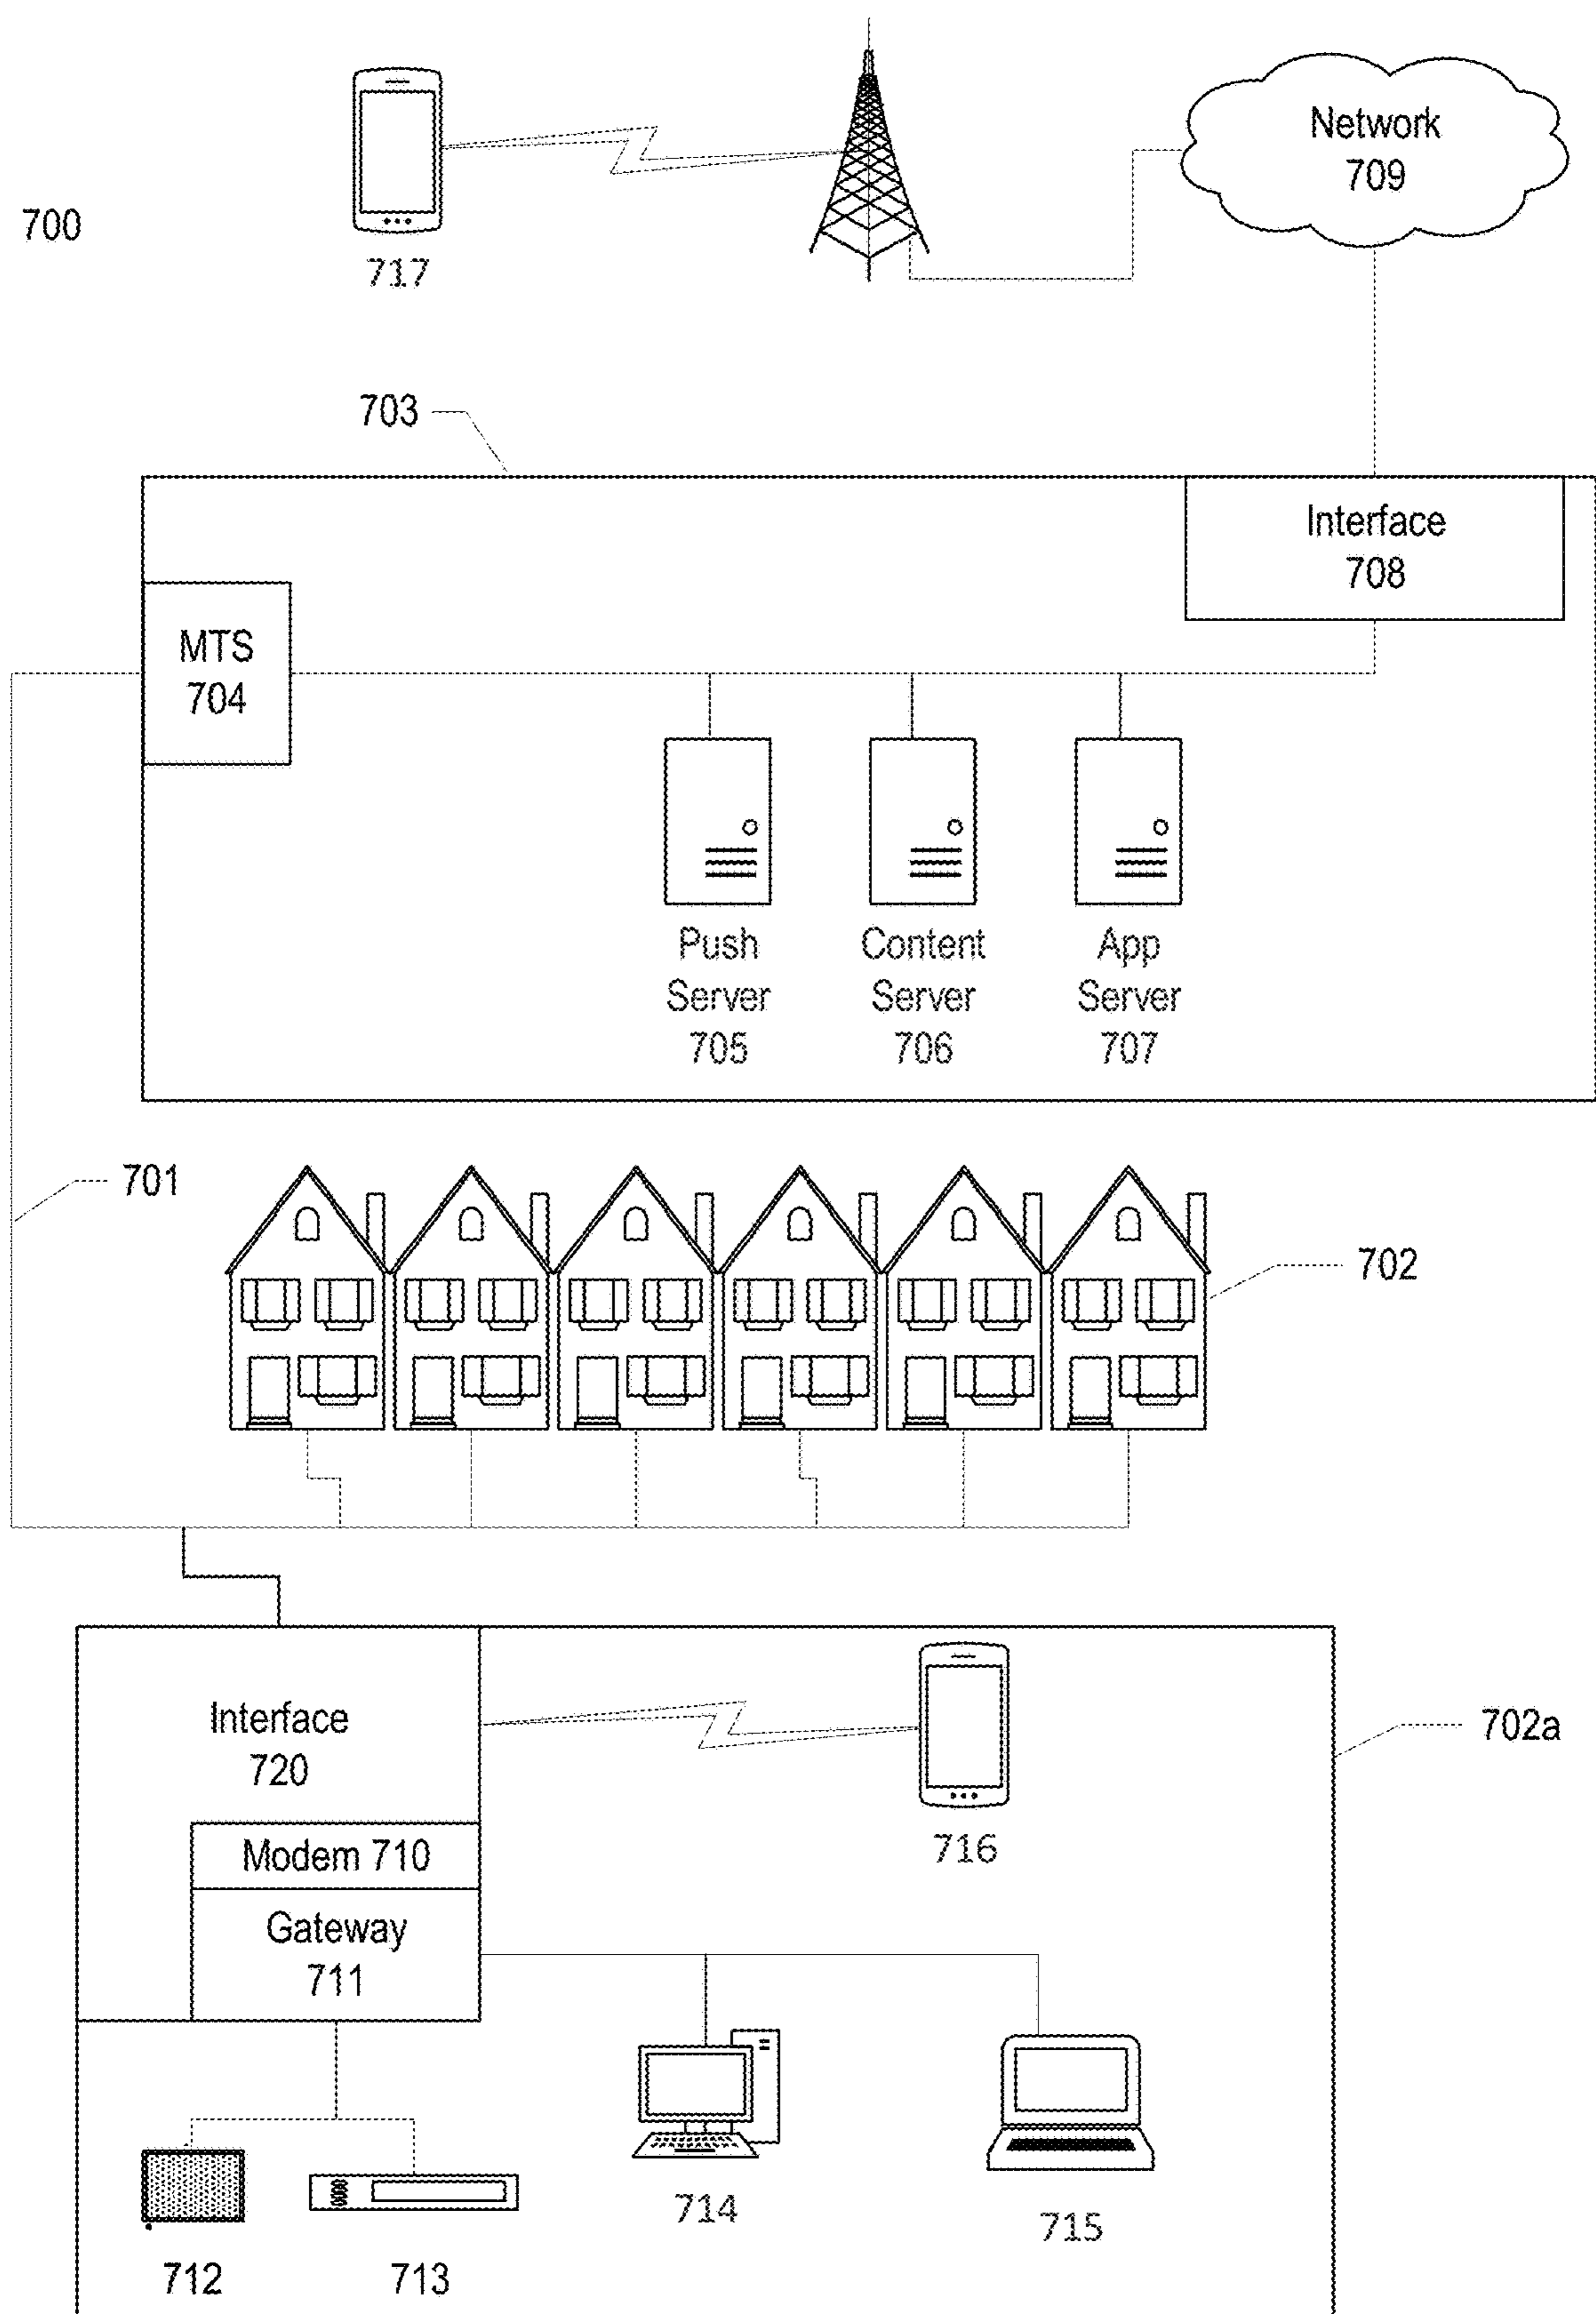 Network
709
700
717
703
Interface
708
MTS
704
Push
Server
705
Content
Server
706
App
Server
707
701
702
Interface
720
702a
716
Modem 710
Gateway
711
714
715
712
713